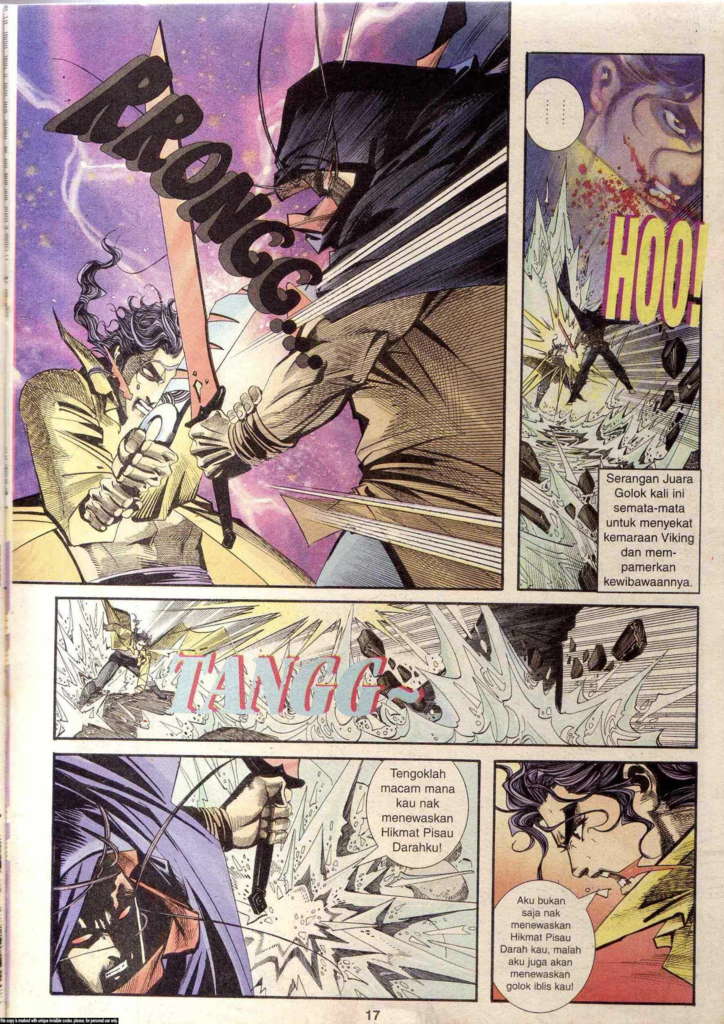 RRONGG...
......
HOO!
Serangan Juara
Golok kali ini
semata-mata
untuk menyekat
kemaraan Viking
dan mem-
pamerkan
kewibawaannya.
TANGG~
Tengoklah
macam mana
kau nak
menewaskan
Hikmat Pisau
Darahku!
Aku bukan
saja nak
menewaskan
Hikmat Pisau
Darah kau, malah
aku juga akan
menewaskan
golok iblis kau!
17